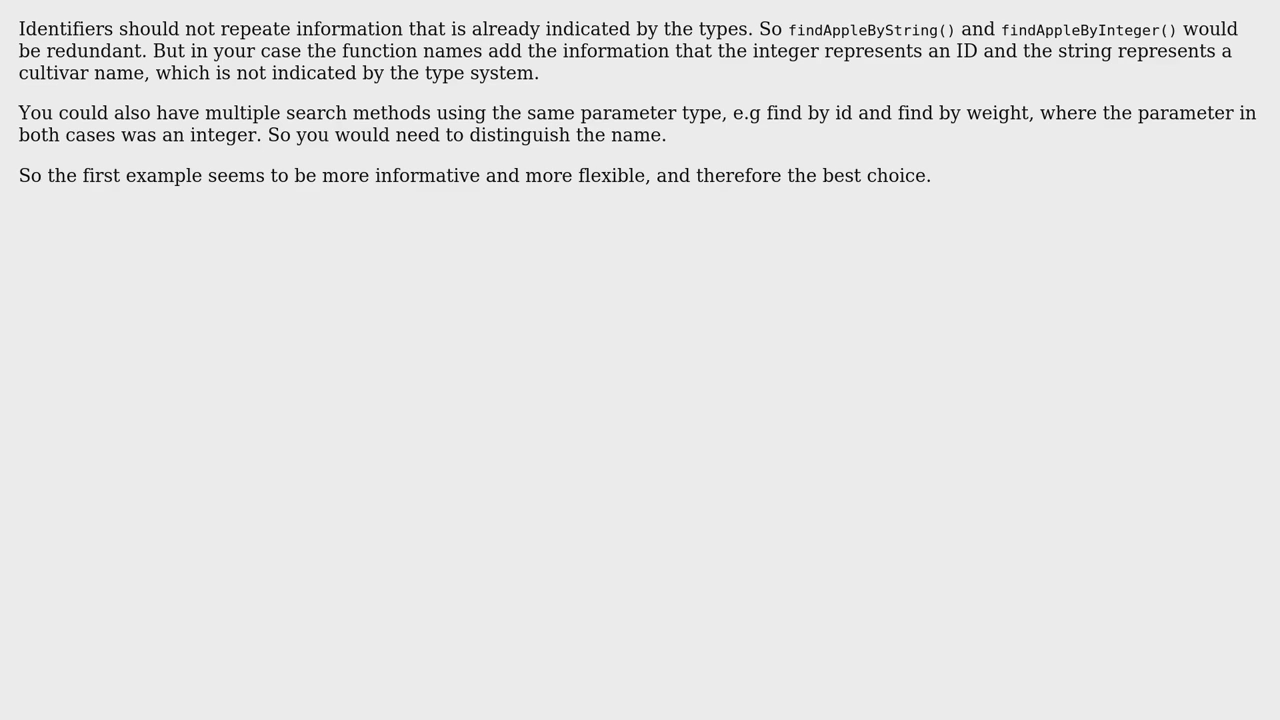 Identifiers should not repeate information that is already indicated by the types. So findAppleByString() and findAppleByInteger() would
be redundant. But in your case the function names add the information that the integer represents an ID and the string represents a
cultivar name, which is not indicated by the type system.
You could also have multiple search methods using the same parameter type, e.g find by id and find by weight, where the parameter in
both cases was an integer. So you would need to distinguish the name.
So the first example seems to be more informative and more flexible, and therefore the best choice.